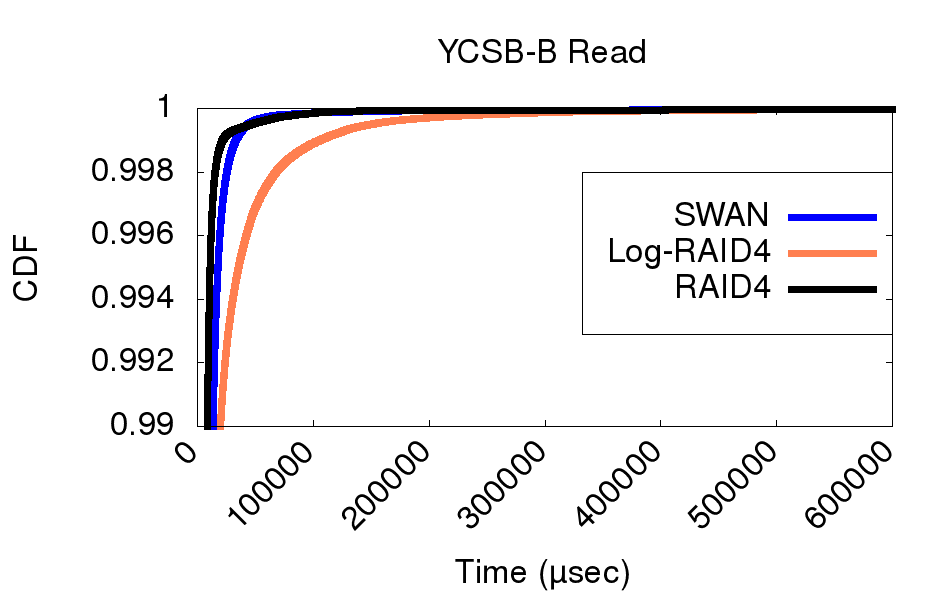 YCSB-B Read
1
0.998
0.996
0.994
0.992
0.99
CDF
SWAN
Log-RAID4
RAID4
0
100000
200000
300000
400000
500000
600000
Time (μsec)